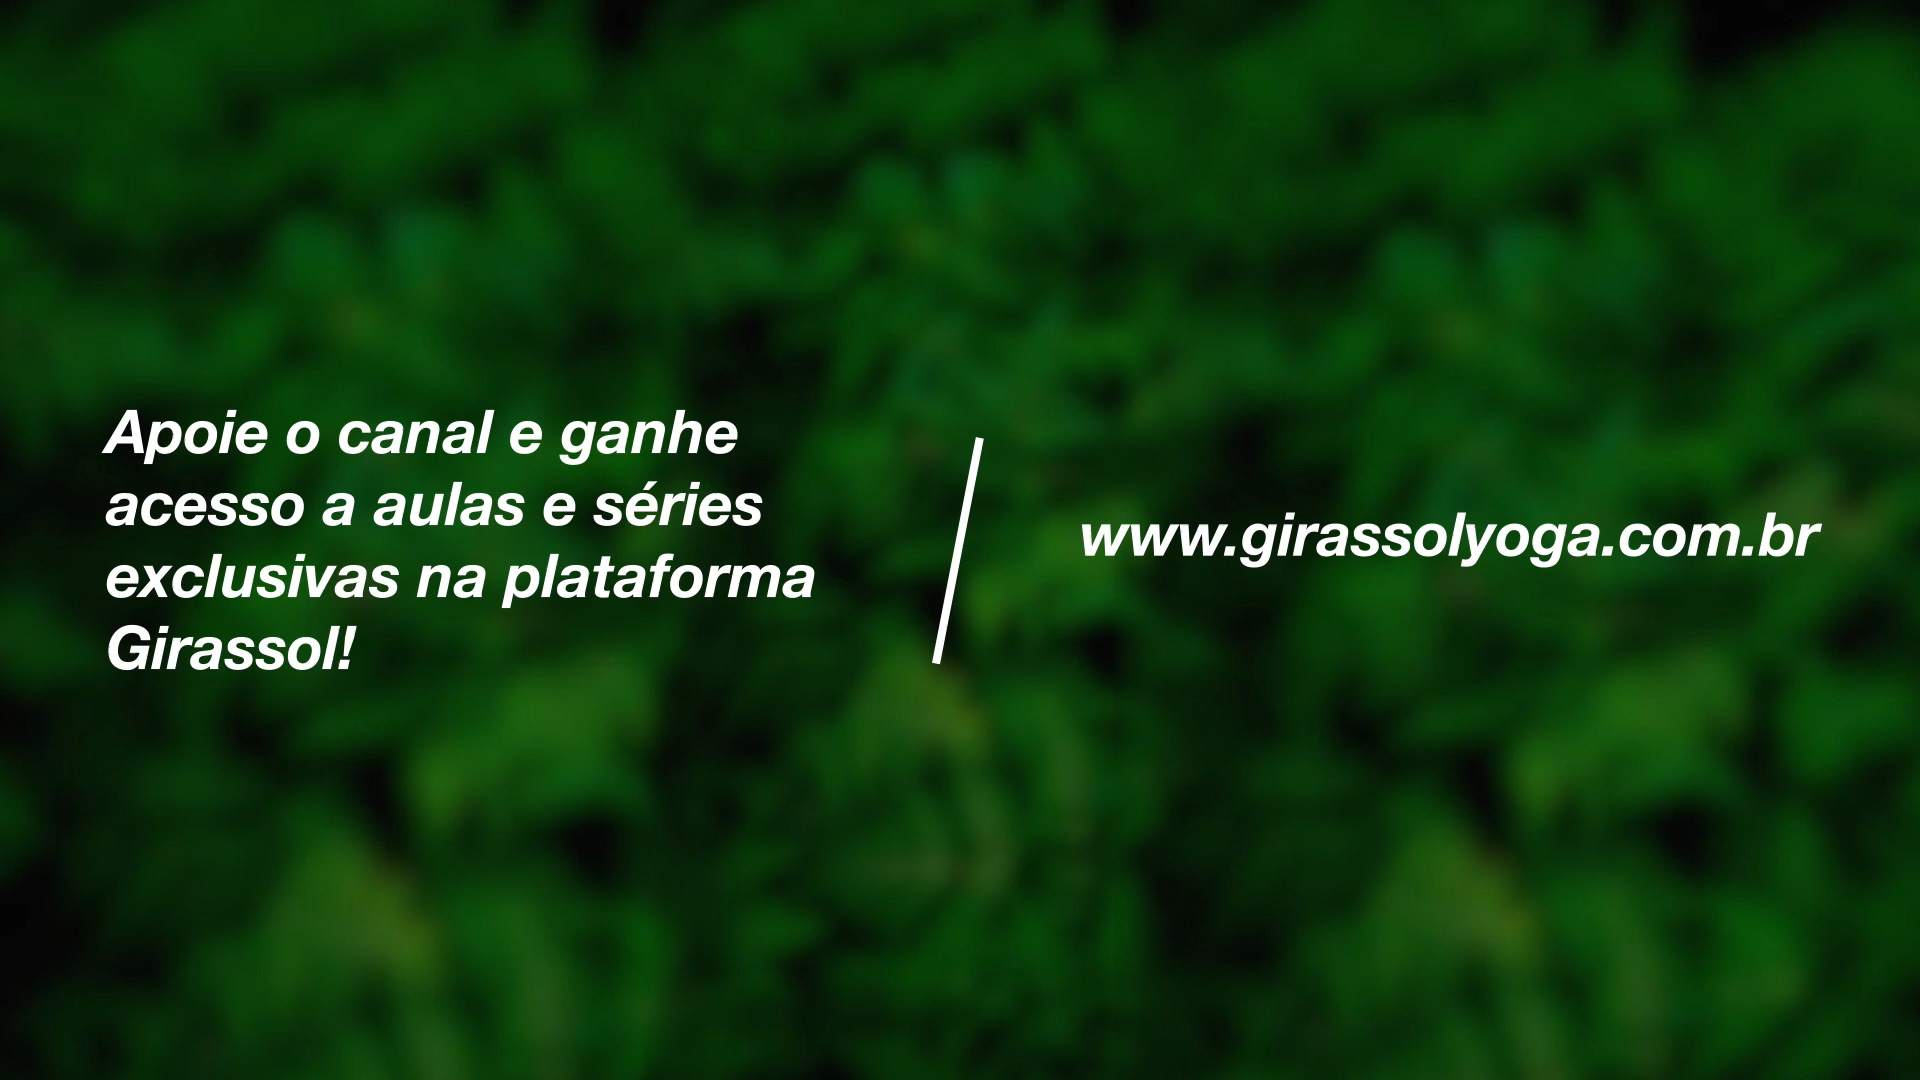 Apoie o canal e ganhe
acesso a aulas e séries
exclusivas na plataforma
Girassol!
www.girassolyoga.com.br